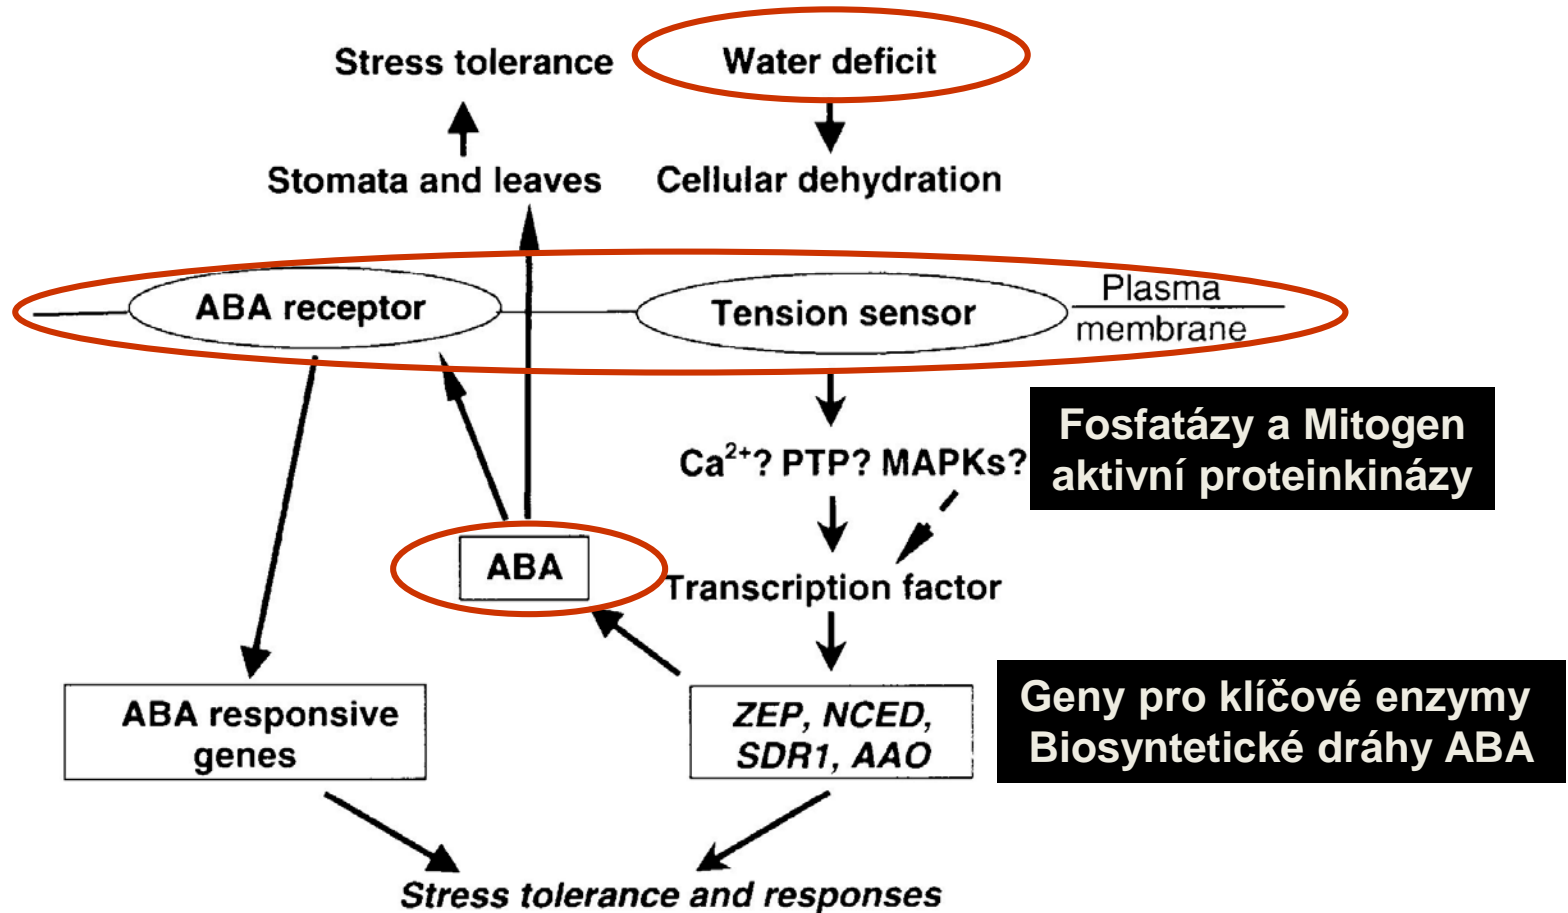 Stress tolerance
Water deficit
Stomata and leaves
Cellular dehydration
ABA receptor
Tension sensor
Plasma
membrane
Fosfatázy a Mitogen
aktivní proteinkinázy
Ca²⁺? PTP? MAPKs?
ABA
Transcription factor
ABA responsive
genes
ZEP, NCED,
SDR1, AAO
Geny pro klíčové enzymy
Biosyntetické dráhy ABA
Stress tolerance and responses